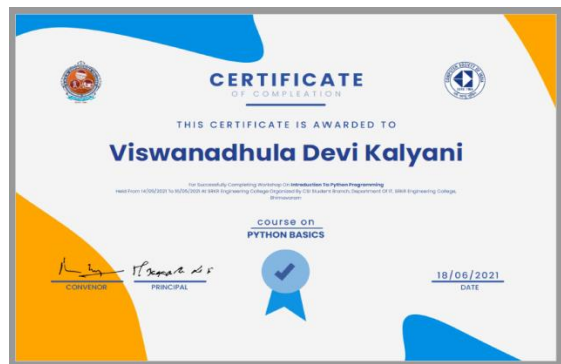 CERTIFICATE
OF COMPLEATION
THIS CERTIFICATE IS AWARDED TO
Viswanadhula Devi Kalyani
For Successfully Completing Workshop On Introduction To Python Programming
Held From 14/06/2021 To 18/06/2021 At SRKR Engineering College Organized By CSI Student Branch, Department Of IT, SRKR Engineering College,
Bhimavaram
course on
PYTHON BASICS
CONVENOR
PRINCIPAL
18/06/2021
DATE